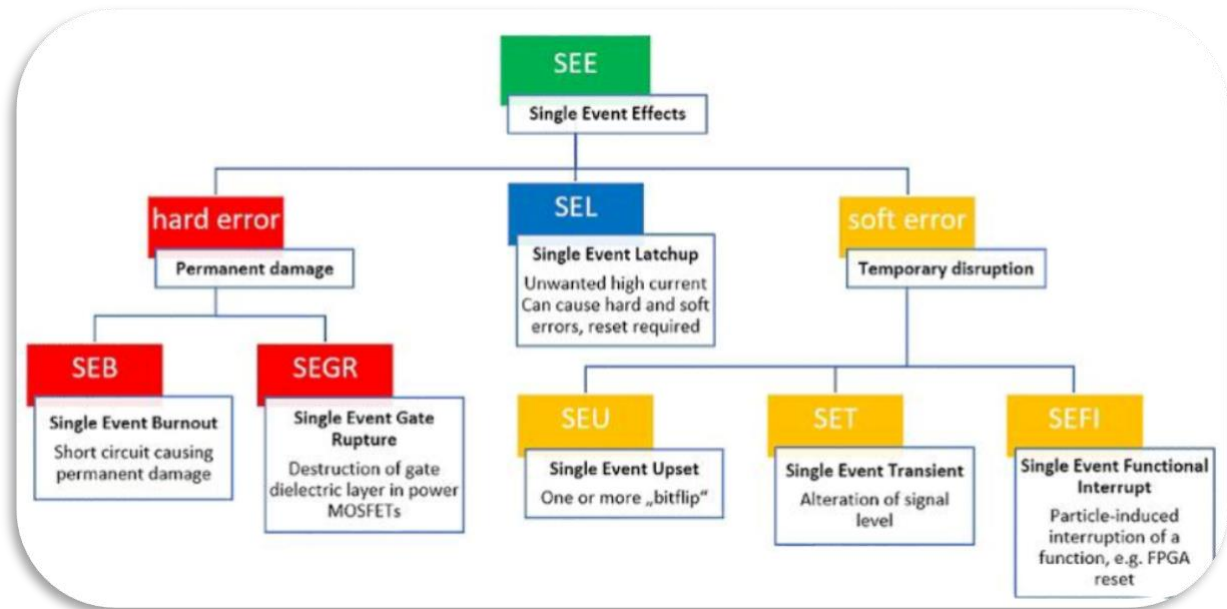 SEE
Single Event Effects
hard error
Permanent damage
SEL
Single Event Latchup
Unwanted high current
Can cause hard and soft
errors, reset required
soft error
Temporary disruption
SEB
Single Event Burnout
Short circuit causing
permanent damage
SEGR
Single Event Gate
Rupture
Destruction of gate
dielectric layer in power
MOSFETs
SEU
Single Event Upset
One or more „bitflip“
SET
Single Event Transient
Alteration of signal
level
SEFI
Single Event Functional
Interrupt
Particle-induced
interruption of a
function, e.g. FPGA
reset